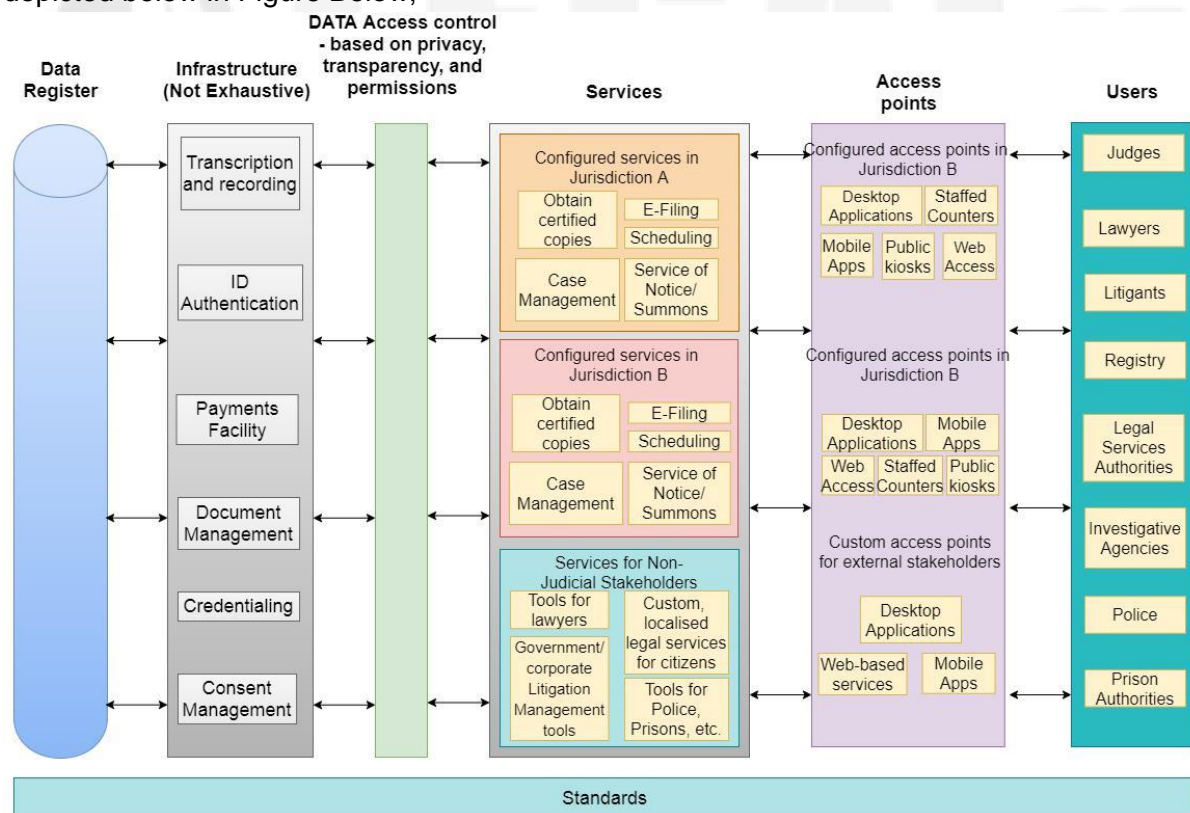 depicted below in Figure Below;
DATA Access control
- based on privacy,
transparency, and
permissions
Data
Register
Infrastructure
(Not Exhaustive)
Services
Access
points
Users
Transcription
and recording
ID
Authentication
Payments
Facility
Document
Management
Credentialing
Consent
Management
Configured services in
Jurisdiction A
Obtain
certified
copies
E-Filing
Scheduling
Case
Management
Service of
Notice/
Summons
Configured services in
Jurisdiction B
Obtain
certified
copies
E-Filing
Scheduling
Case
Management
Service of
Notice/
Summons
Services for Non-
Judicial Stakeholders
Tools for
lawyers
Custom,
localised
legal services
for citizens
Government/
corporate
Litigation
Management
tools
Tools for
Police,
Prisons, etc.
Configured access points in
Jurisdiction B
Desktop
Applications
Staffed
Counters
Mobile
Apps
Public
kiosks
Web
Access
Configured access points in
Jurisdiction B
Desktop
Applications
Mobile
Apps
Web
Access
Staffed
Counters
Public
kiosks
Custom access points
for external stakeholders
Desktop
Applications
Web-based
services
Mobile
Apps
Judges
Lawyers
Litigants
Registry
Legal
Services
Authorities
Investigative
Agencies
Police
Prison
Authorities
Standards